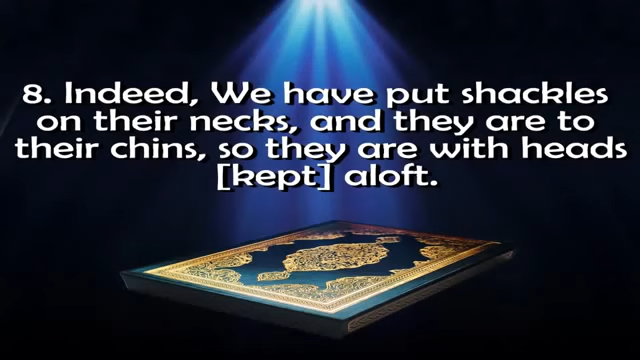 8. Indeed, We have put shackles
on their necks, and they are to
their chins, so they are with heads
[kept] aloft.